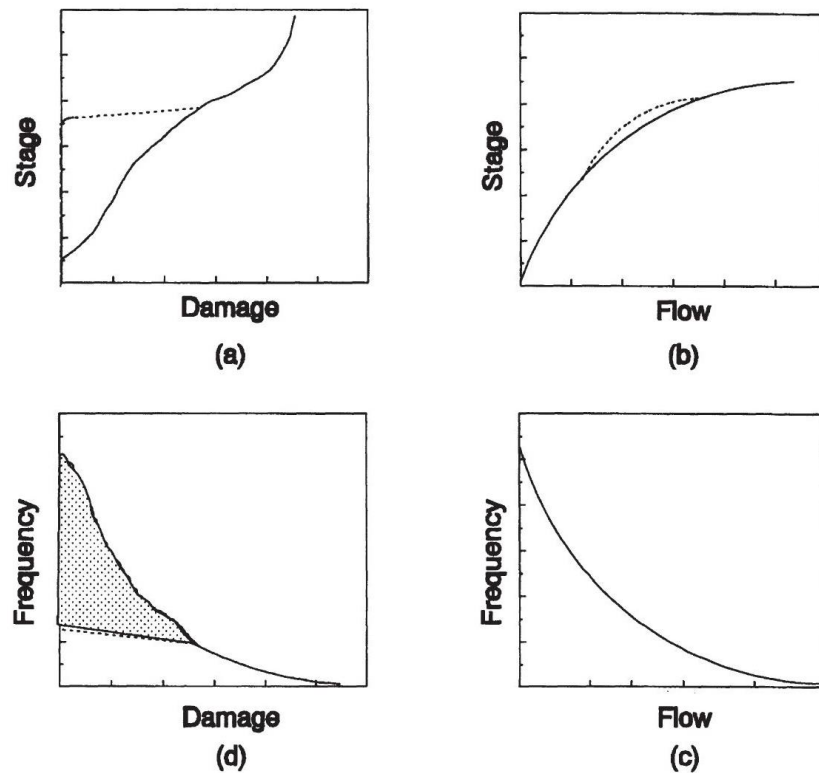 Stage
Damage
(a)
Stage
Flow
(b)
Frequency
Damage
(d)
Frequency
Flow
(c)